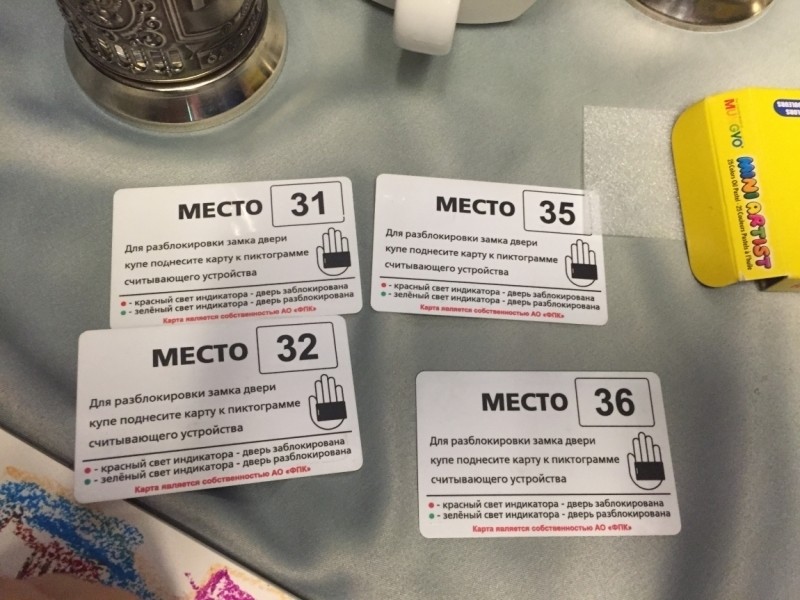 МЕСТО 31
Для разблокировки замка двери
купе поднесите карту к пиктограмме
считывающего устройства
- красный свет индикатора - дверь заблокирована
- зелёный свет индикатора - дверь разблокирована
Карта является собственностью АО «ФПК»
МЕСТО 35
Для разблокировки замка двери
купе поднесите карту к пиктограмме
считывающего устройства
- красный свет индикатора - дверь заблокирована
- зелёный свет индикатора - дверь разблокирована
Карта является собственностью АО «ФПК»
МЕСТО 32
Для разблокировки замка двери
купе поднесите карту к пиктограмме
считывающего устройства
- красный свет индикатора - дверь заблокирована
- зелёный свет индикатора - дверь разблокирована
Карта является собственностью АО «ФПК»
МЕСТО 36
Для разблокировки замка двери
купе поднесите карту к пиктограмме
считывающего устройства
- красный свет индикатора - дверь заблокирована
- зелёный свет индикатора - дверь разблокирована
Карта является собственностью АО «ФПК»
MUNGYO
MINI ARTIST